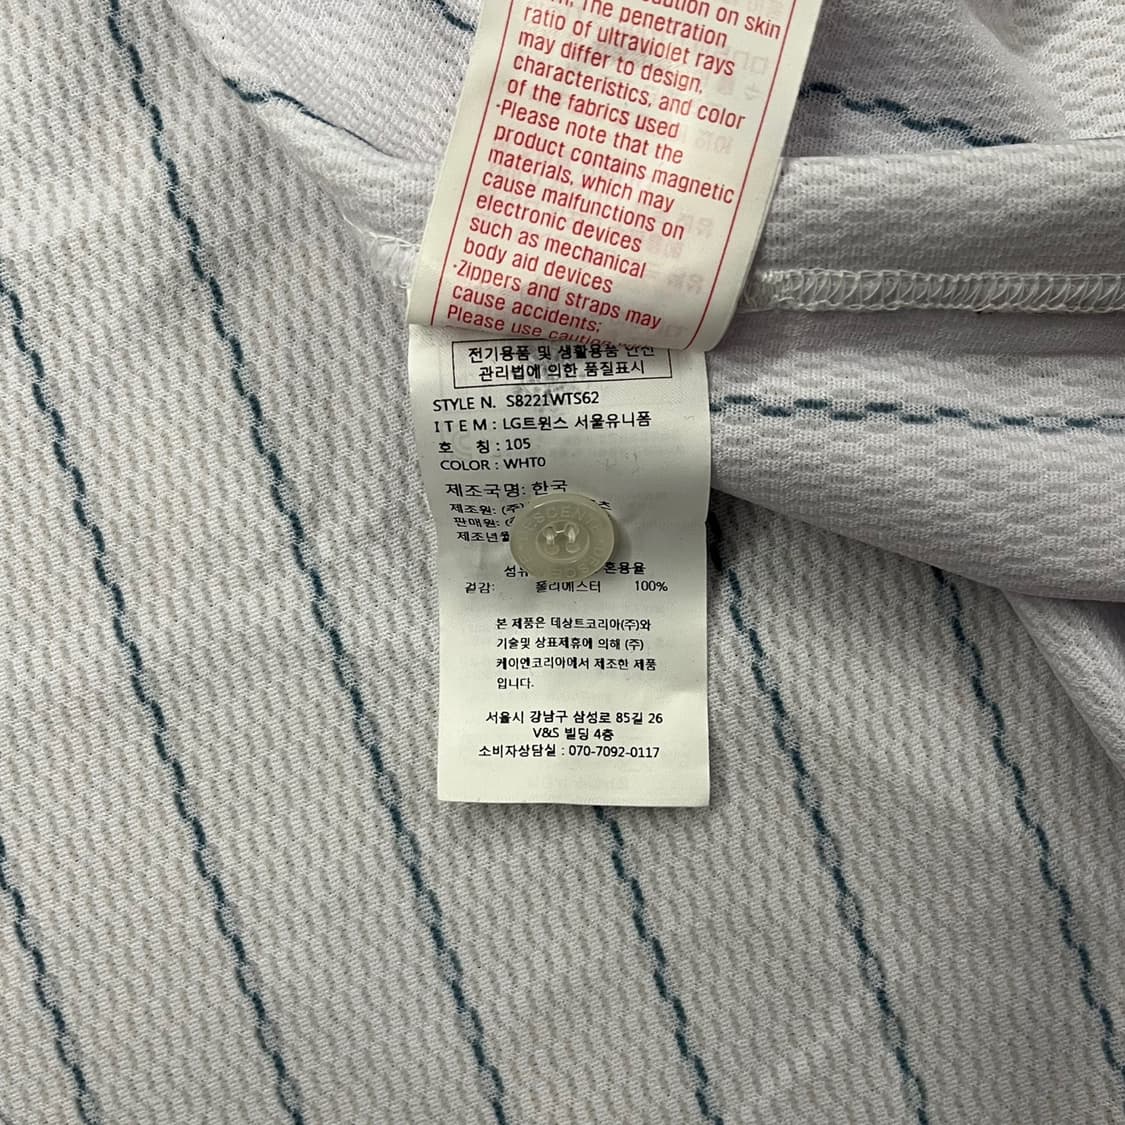 caution on skin
The penetration
ratio of ultraviolet rays
may differ to design,
characteristics, and color
of the fabrics used
·Please note that the
product contains magnetic
materials, which may
cause malfunctions on
electronic devices
such as mechanical
body aid devices
·Zippers and straps may
cause accidents;
Please use caution
전기용품 및 생활용품 안전
관리법에 의한 품질표시
STYLE N. S8221WTS62
ITEM : LG트윈스 서울유니폼
호 칭 : 105
COLOR : WHT0
제조국명: 한국
제조원: (주)
판매원:
제조년월
DESCENTE
혼용율
겉감: 폴리에스터 100%
본 제품은 데상트코리아(주)와
기술및 상표제휴에 의해 (주)
케이엔코리아에서 제조한 제품
입니다.
서울시 강남구 삼성로 85길 26
V&S 빌딩 4층
소비자상담실 : 070-7092-0117